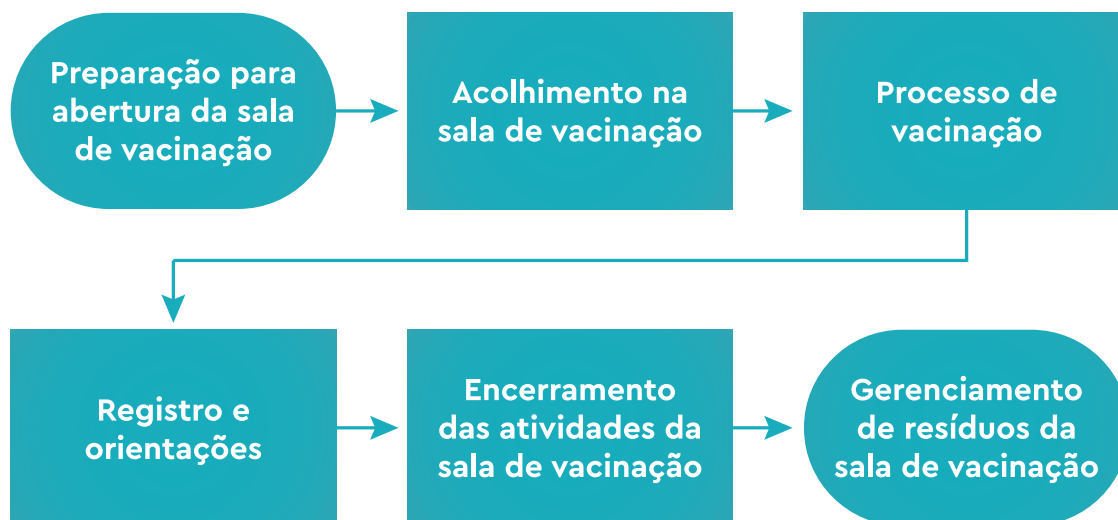 Preparação para
abertura da sala
de vacinação
Acolhimento na
sala de vacinação
Processo de
vacinação
Registro e
orientações
Encerramento
das atividades da
sala de vacinação
Gerenciamento
de resíduos da
sala de vacinação